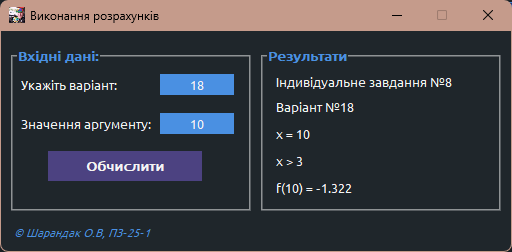 Виконання розрахунків
Вхідні дані:
Укажіть варіант:
18
Значення аргументу:
10
Обчислити
Результати
Індивідуальне завдання №8
Варіант №18
x = 10
x > 3
f(10) = -1.322
© Шарандак О.В, ПЗ-25-1